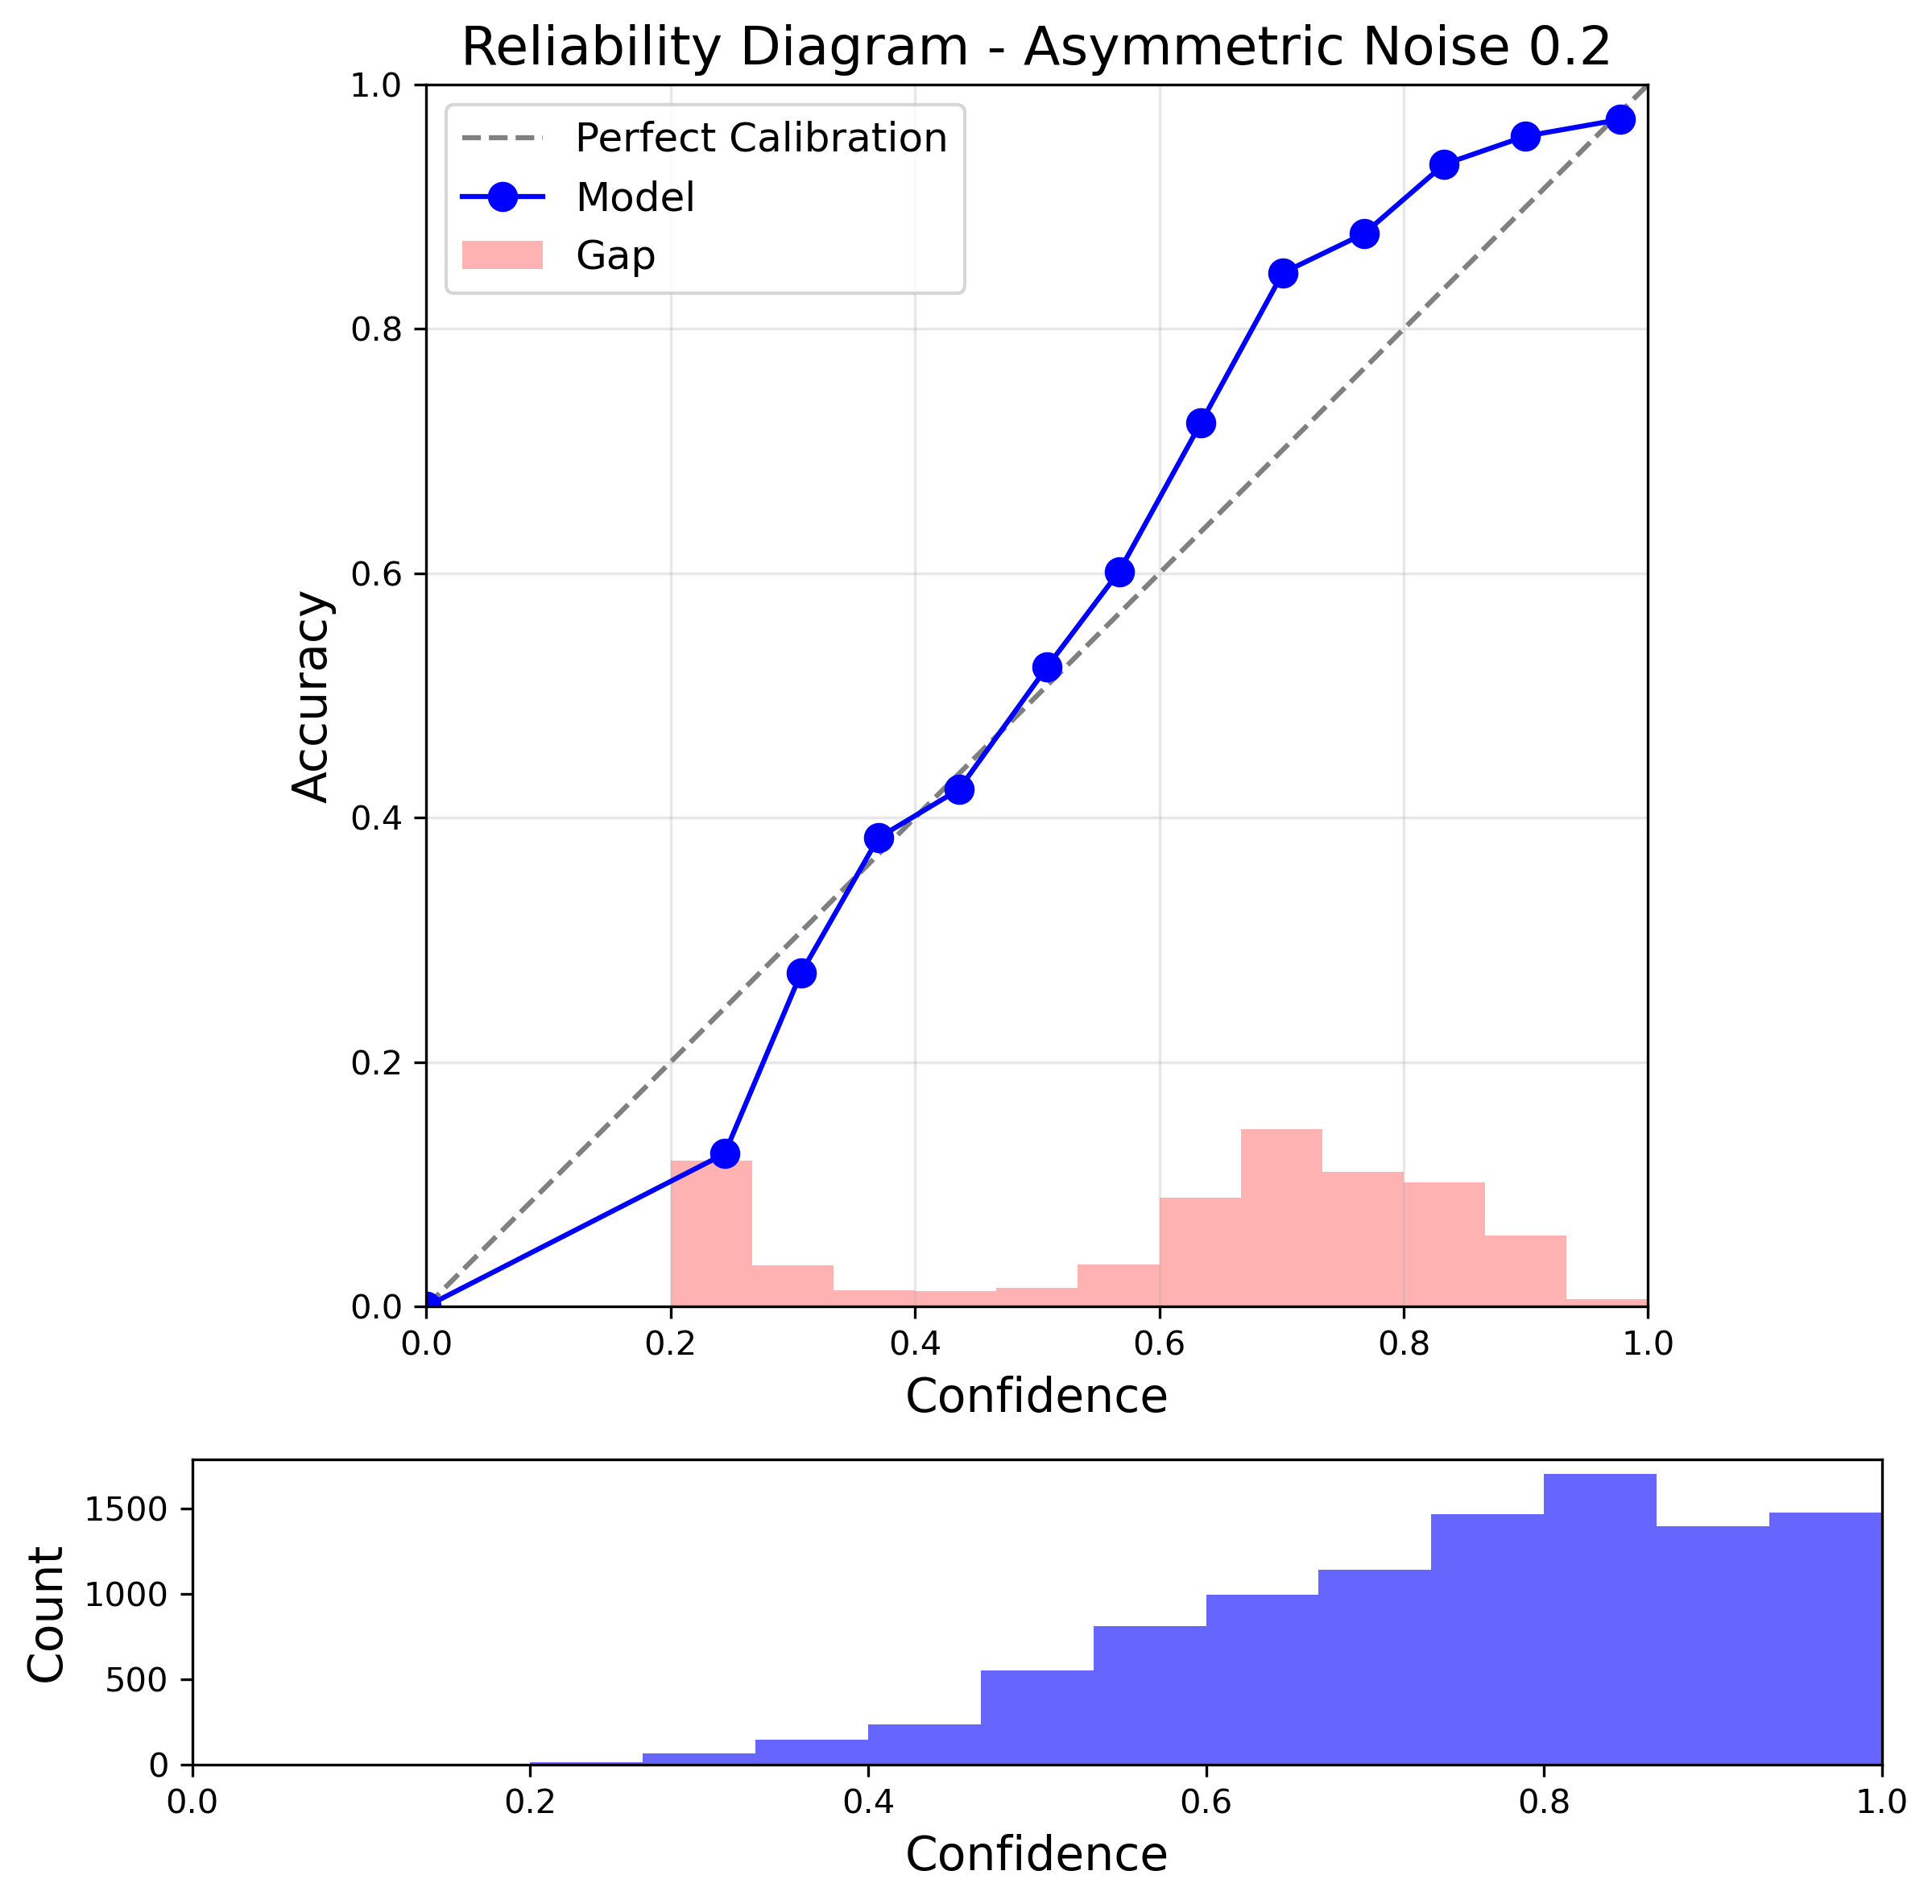 Reliability Diagram - Asymmetric Noise 0.2
Perfect Calibration
Model
Gap
1.0
0.8
0.6
0.4
0.2
0.0
Accuracy
0.0 0.2 0.4 0.6 0.8 1.0
Confidence
1500
1000
500
0
Count
0.0 0.2 0.4 0.6 0.8 1.0
Confidence